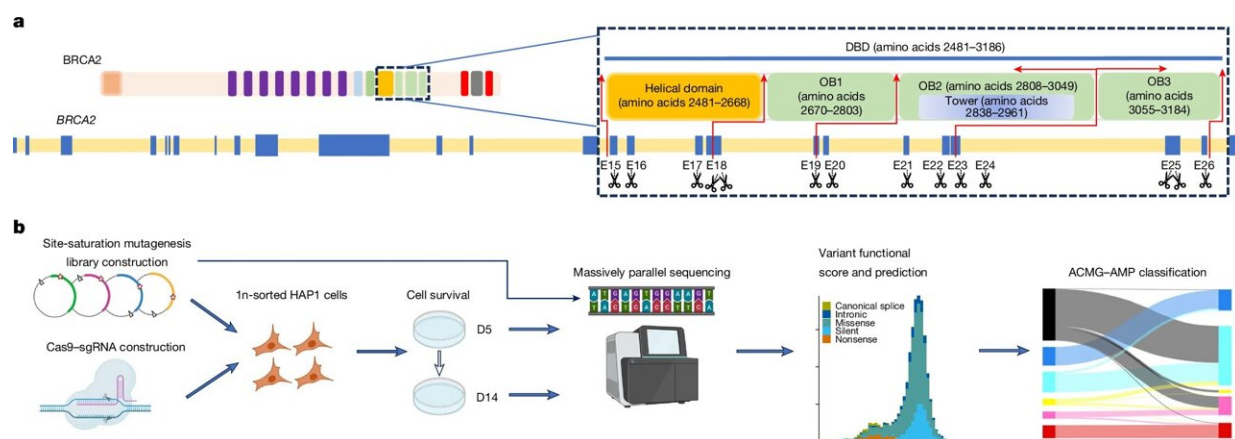 a
BRCA2
BRCA2
DBD (amino acids 2481–3186)
Helical domain
(amino acids 2481–2668)
OB1
(amino acids
2670–2803)
OB2 (amino acids 2808–3049)
Tower (amino acids
2838–2961)
OB3
(amino acids
3055–3184)
E15 E16 E17 E18 E19 E20 E21 E22 E23 E24 E25 E26
b
Site-saturation mutagenesis
library construction
Cas9–sgRNA construction
1n-sorted HAP1 cells
Cell survival
D5
D14
Massively parallel sequencing
A T G A G T G G A A G T
T A C T C A C C T T C A
Variant functional
score and prediction
Canonical splice
Intronic
Missense
Silent
Nonsense
ACMG–AMP classification